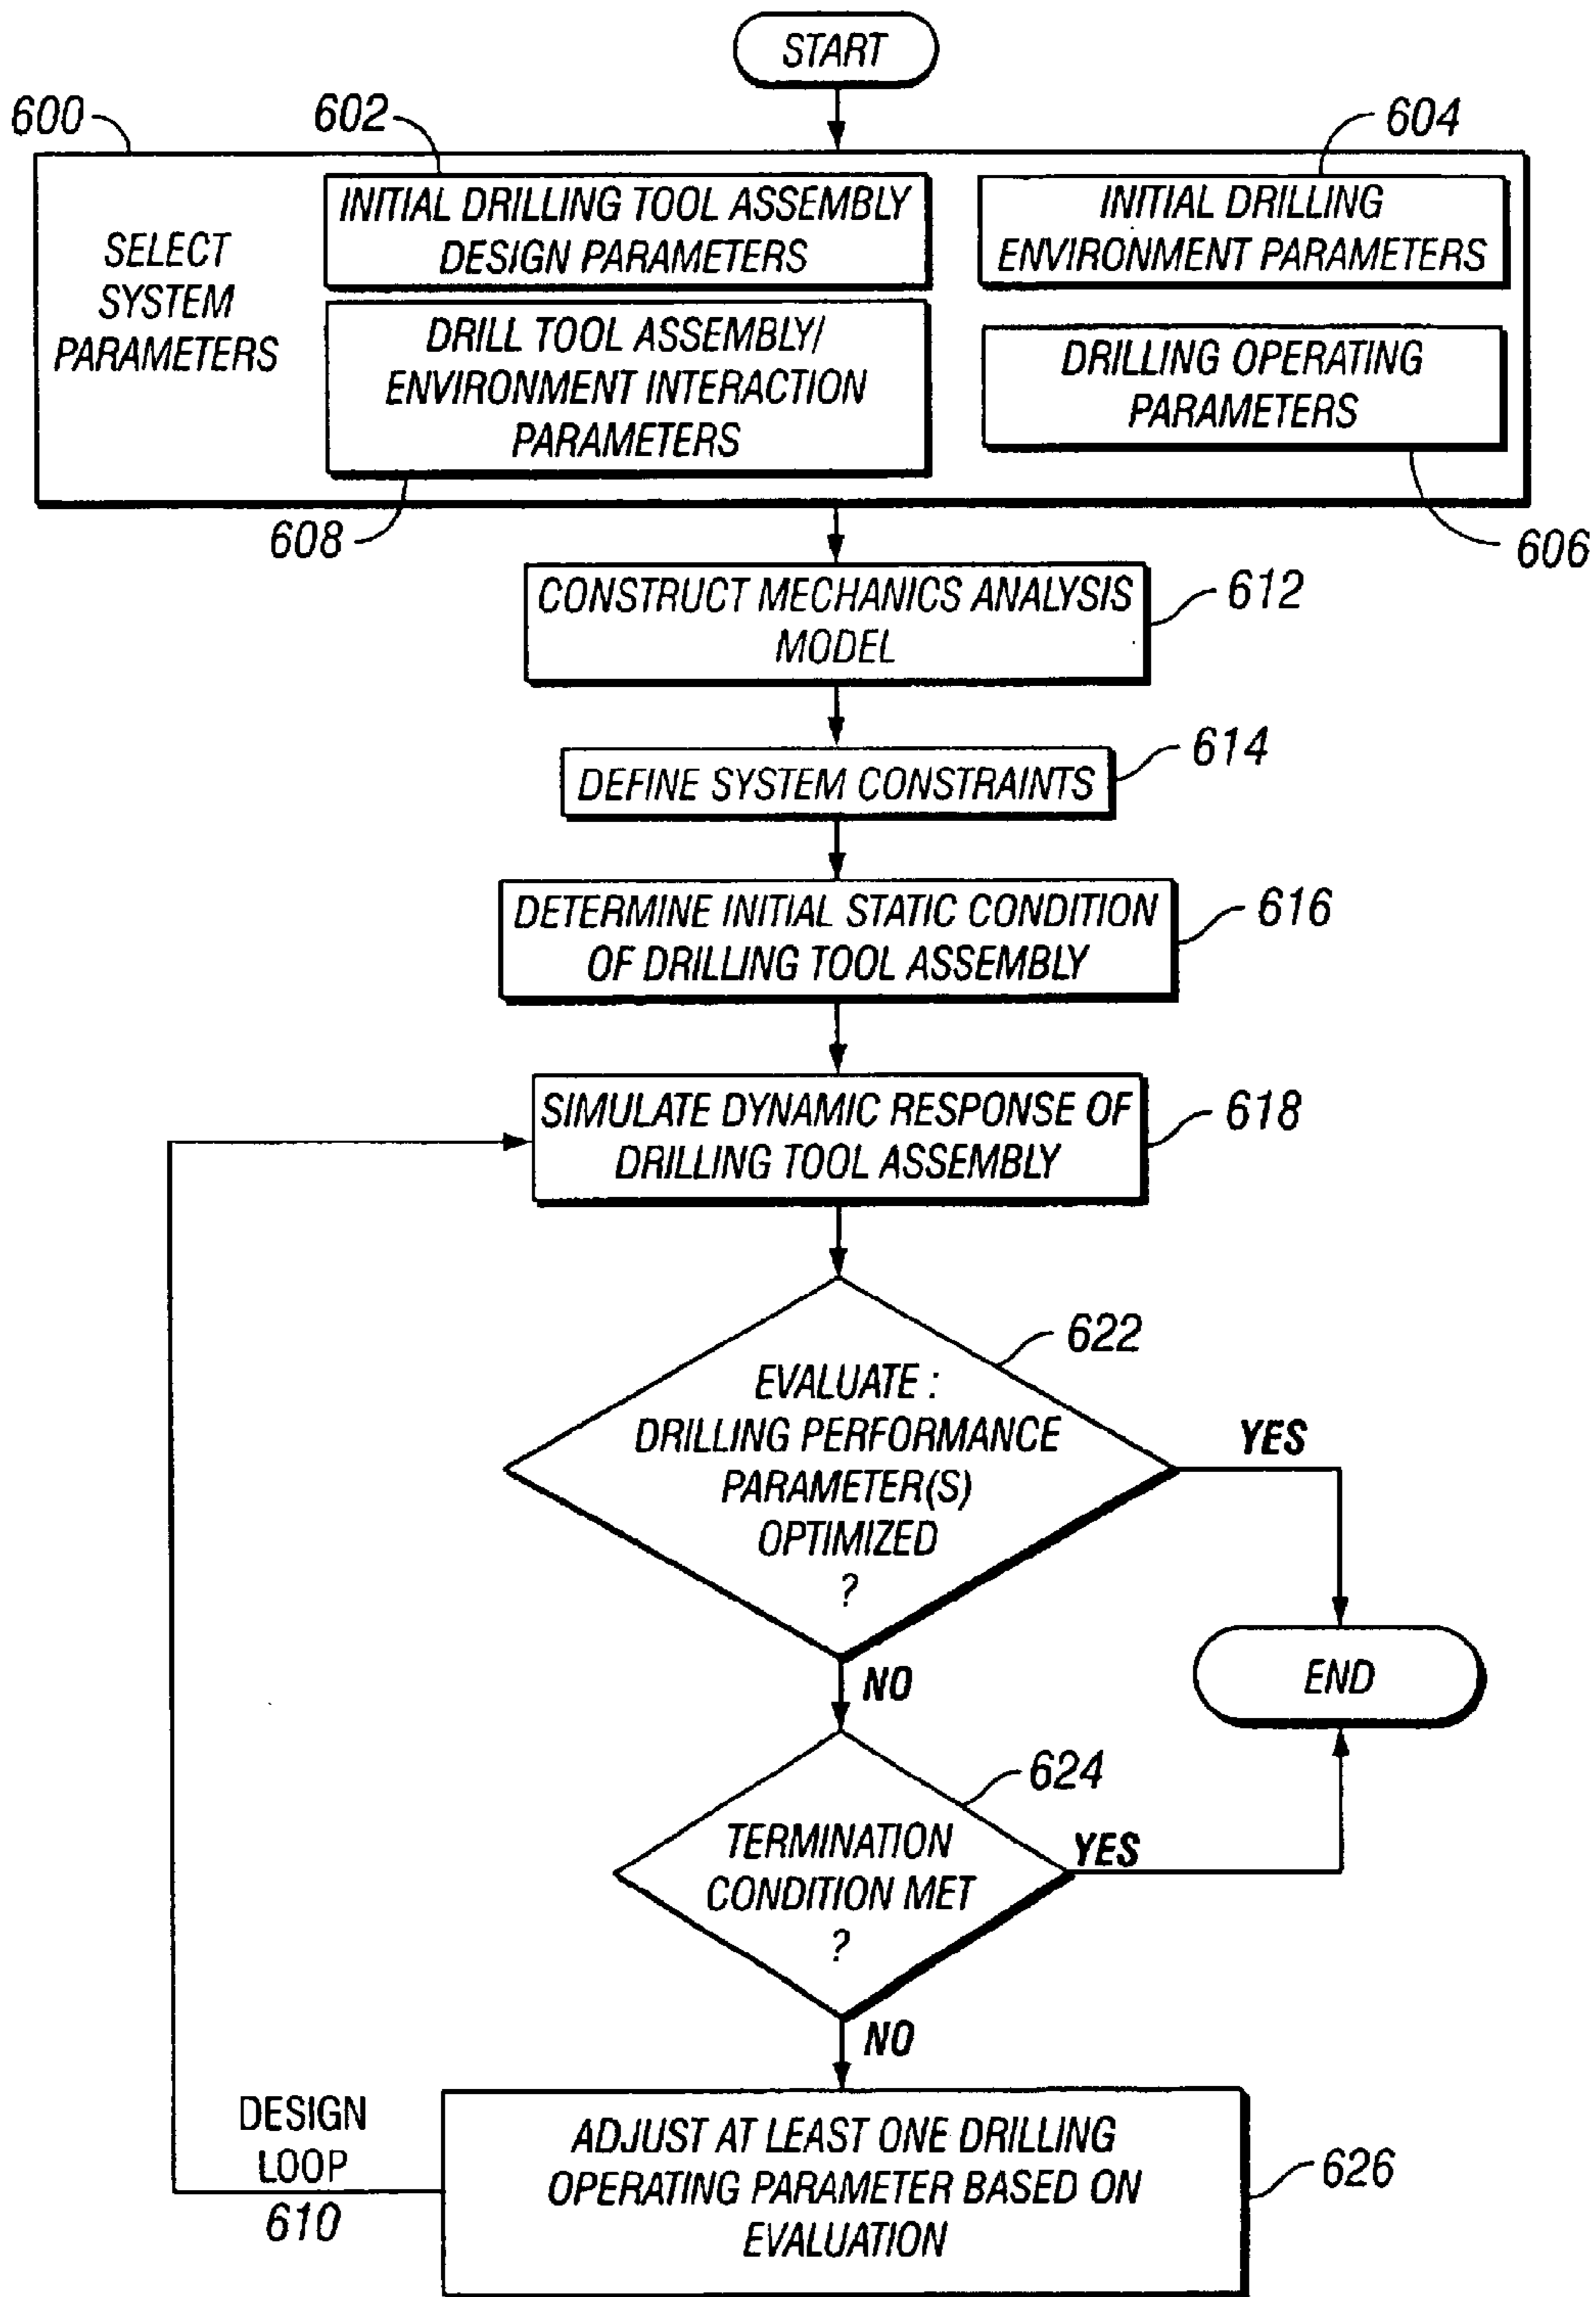 START
600
602
604
SELECT
SYSTEM
PARAMETERS
INITIAL DRILLING TOOL ASSEMBLY
DESIGN PARAMETERS
INITIAL DRILLING
ENVIRONMENT PARAMETERS
DRILL TOOL ASSEMBLY/
ENVIRONMENT INTERACTION
PARAMETERS
DRILLING OPERATING
PARAMETERS
608
606
CONSTRUCT MECHANICS ANALYSIS
MODEL
612
DEFINE SYSTEM CONSTRAINTS
614
DETERMINE INITIAL STATIC CONDITION
OF DRILLING TOOL ASSEMBLY
616
SIMULATE DYNAMIC RESPONSE OF
DRILLING TOOL ASSEMBLY
618
EVALUATE :
DRILLING PERFORMANCE
PARAMETER(S)
OPTIMIZED
?
622
YES
NO
END
TERMINATION
CONDITION MET
?
624
YES
NO
DESIGN
LOOP
610
ADJUST AT LEAST ONE DRILLING
OPERATING PARAMETER BASED ON
EVALUATION
626